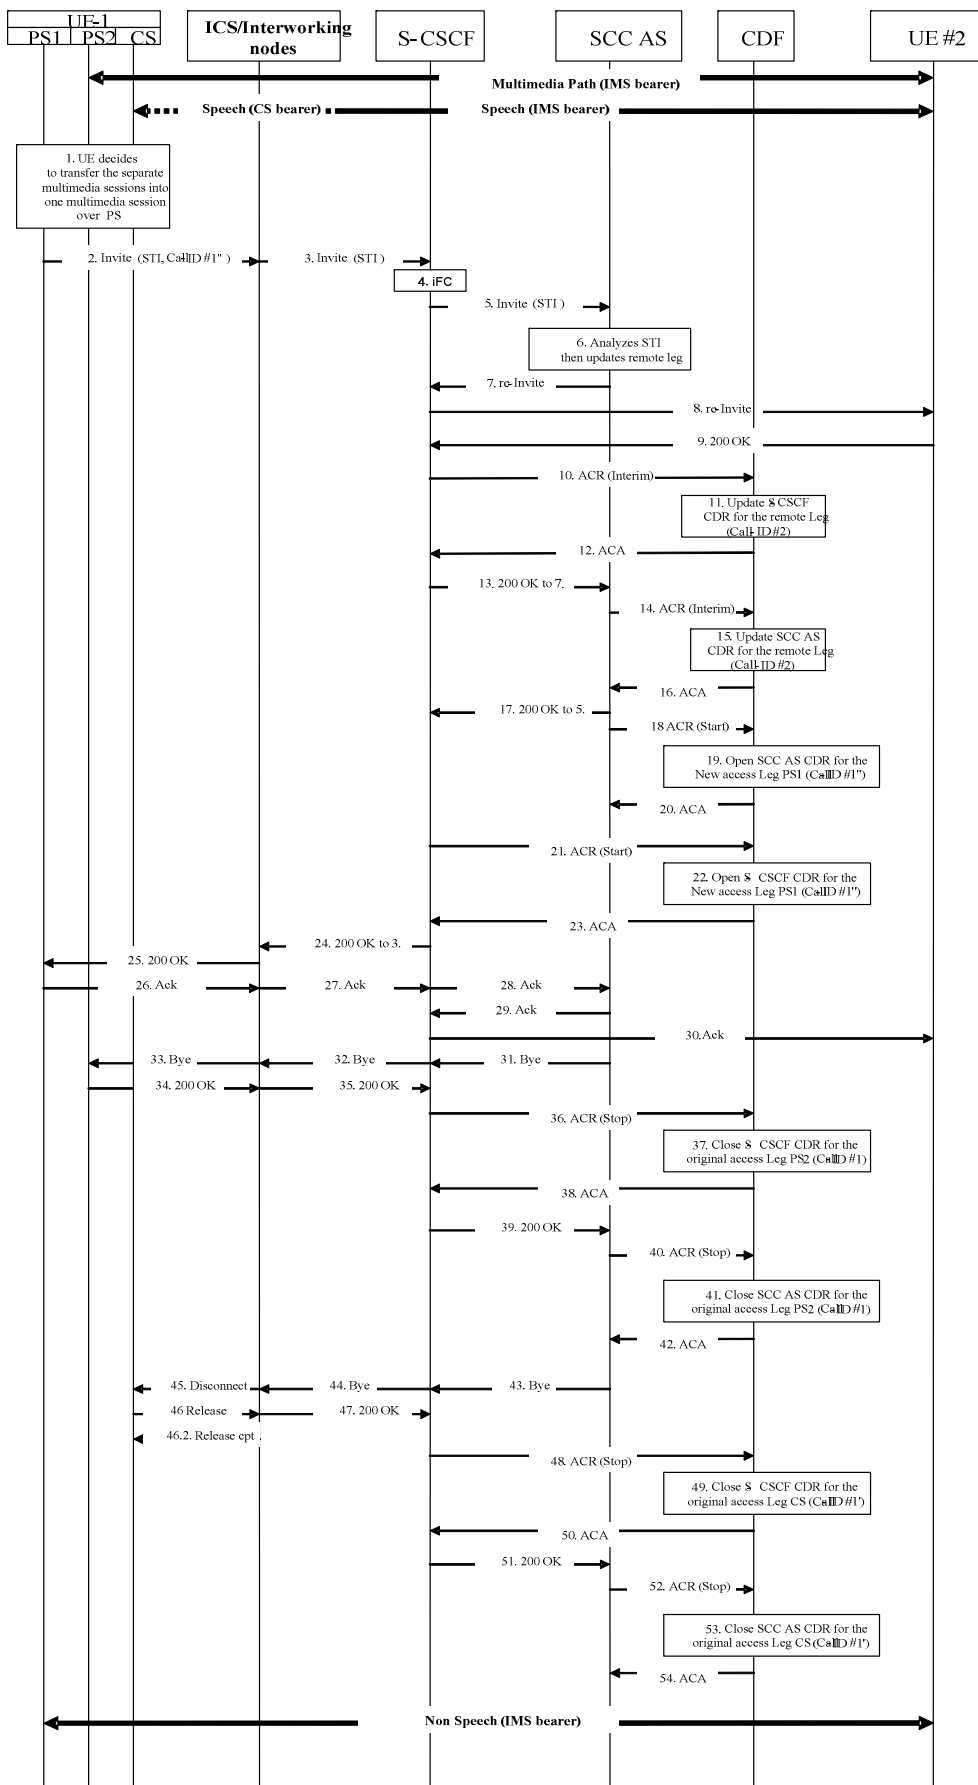 UE-1
PS1 PS2 CS
ICS/Interworking
nodes
S-CSCF
SCC AS
CDF
UE #2
Multimedia Path (IMS bearer)
Speech (CS bearer)
Speech (IMS bearer)
1. UE decides
to transfer the separate
multimedia sessions into
one multimedia session
over PS
2. Invite (STI, Call-ID #1'')
3. Invite (STI)
4. iFC
5. Invite (STI)
6. Analyzes STI
then updates remote leg
7. re-Invite
8. re-Invite
9. 200 OK
10. ACR (Interim)
11. Update S CSCF
CDR for the remote Leg
(Call-ID #2)
12. ACA
13. 200 OK to 7.
14. ACR (Interim)
15. Update SCC AS
CDR for the remote Leg
(Call-ID #2)
16. ACA
17. 200 OK to 5.
18 ACR (Start)
19. Open SCC AS CDR for the
New access Leg PS1 (Call-ID #1'')
20. ACA
21. ACR (Start)
22. Open S CSCF CDR for the
New access Leg PS1 (Call-ID #1'')
23. ACA
24. 200 OK to 3.
25. 200 OK
26. Ack
27. Ack
28. Ack
29. Ack
30. Ack
33. Bye
32. Bye
31. Bye
34. 200 OK
35. 200 OK
36. ACR (Stop)
37. Close S CSCF CDR for the
original access Leg PS2 (Call-ID #1)
38. ACA
39. 200 OK
40. ACR (Stop)
41. Close SCC AS CDR for the
original access Leg PS2 (Call-ID #1)
42. ACA
45. Disconnect
44. Bye
43. Bye
46 Release
47. 200 OK
46.2. Release cpt
48. ACR (Stop)
49. Close S CSCF CDR for the
original access Leg CS (Call-ID #1')
50. ACA
51. 200 OK
52. ACR (Stop)
53. Close SCC AS CDR for the
original access Leg CS (Call-ID #1')
54. ACA
Non Speech (IMS bearer)